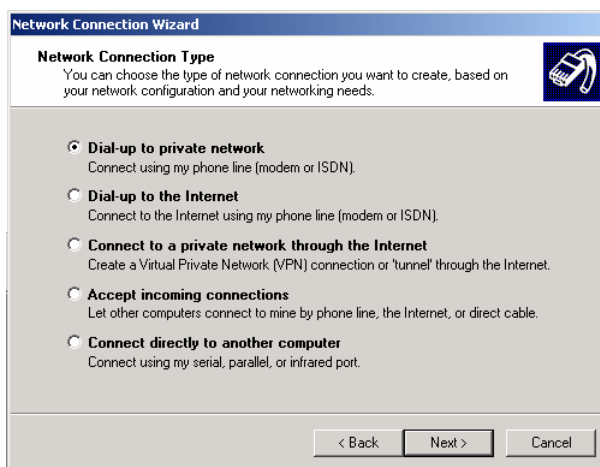 Network Connection Wizard
Network Connection Type
You can choose the type of network connection you want to create, based on
your network configuration and your networking needs.
Dial-up to private network
Connect using my phone line (modem or ISDN).
Dial-up to the Internet
Connect to the Internet using my phone line (modem or ISDN).
Connect to a private network through the Internet
Create a Virtual Private Network (VPN) connection or 'tunnel' through the Internet.
Accept incoming connections
Let other computers connect to mine by phone line, the Internet, or direct cable.
Connect directly to another computer
Connect using my serial, parallel, or infrared port.
< Back Next > Cancel